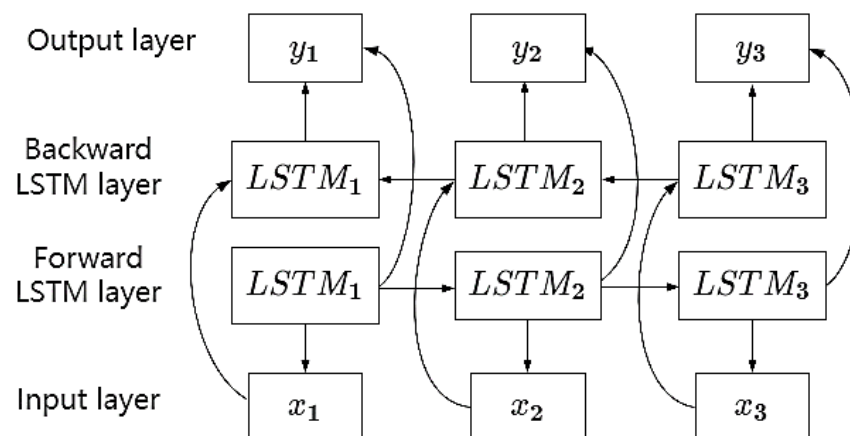 Output layer
y₁ y₂ y₃
Backward
LSTM layer
LSTM₁ LSTM₂ LSTM₃
Forward
LSTM layer
LSTM₁ LSTM₂ LSTM₃
Input layer
x₁ x₂ x₃